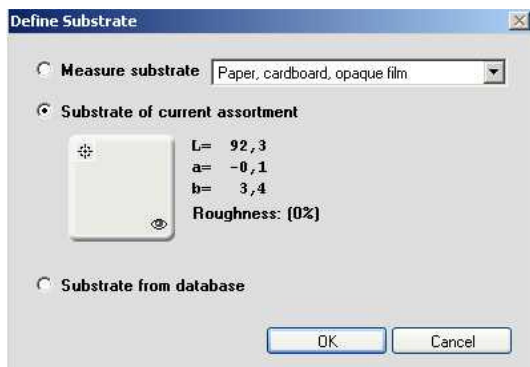 Define Substrate
Measure substrate Paper, cardboard, opaque film
Substrate of current assortment
L= 92,3
a= -0,1
b= 3,4
Roughness: (0%)
Substrate from database
OK Cancel